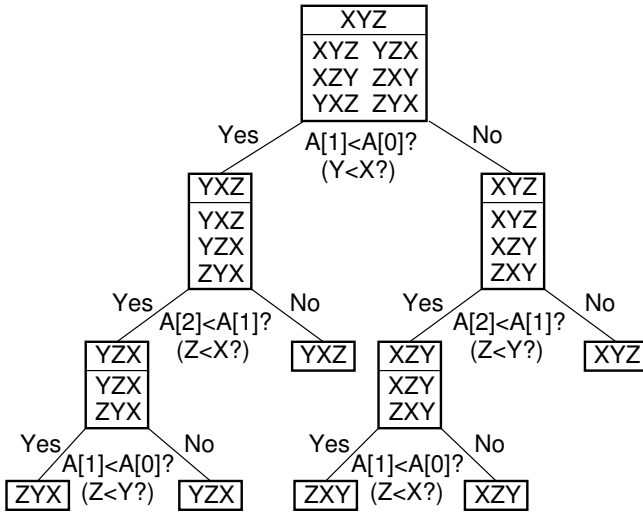 XYZ
XYZ YZX
XZY ZXY
YXZ ZYX
Yes
A[1]<A[0]?
(Y<X?)
No
YXZ
YXZ
YZX
ZYX
XYZ
XYZ
XZY
ZXY
Yes
A[2]<A[1]?
(Z<X?)
No
Yes
A[2]<A[1]?
(Z<Y?)
No
YZX
YZX
ZYX
YXZ
XZY
XZY
ZXY
XYZ
Yes
A[1]<A[0]?
(Z<Y?)
No
Yes
A[1]<A[0]?
(Z<X?)
No
ZYX
YZX
ZXY
XZY